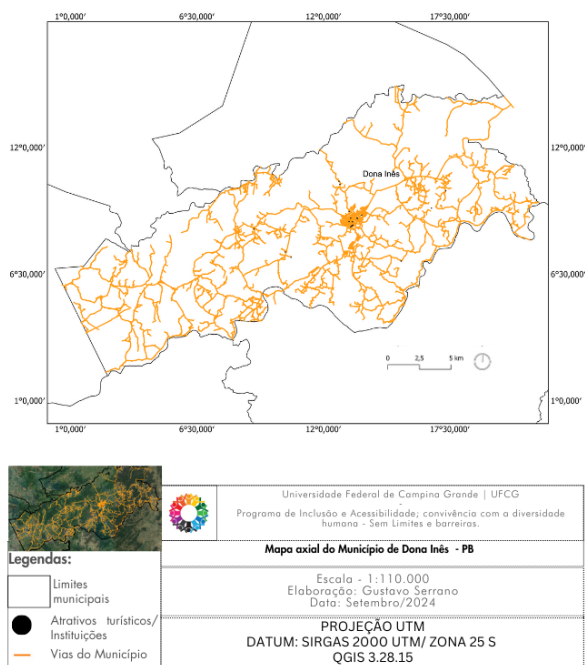 1°0,000' 6°30,000' 12°0,000' 17°30,000'
12°0,000' 12°0,000'
Dona Inês
6°30,000' 6°30,000'
0 2,5 5 km
1°0,000' 1°0,000'
1°0,000' 6°30,000' 12°0,000' 17°30,000'
Legendas:
Limites
municipais
Atrativos turísticos/
Instituições
Vias do Município
Universidade Federal de Campina Grande | UFCG
-
Programa de Inclusão e Acessibilidade; convivência com a diversidade
humana - Sem Limites e barreiras.
Mapa axial do Município de Dona Inês - PB
Escala - 1:110.000
Elaboração: Gustavo Serrano
Data: Setembro/2024
PROJEÇÃO UTM
DATUM: SIRGAS 2000 UTM/ ZONA 25 S
QGIS 3.28.15